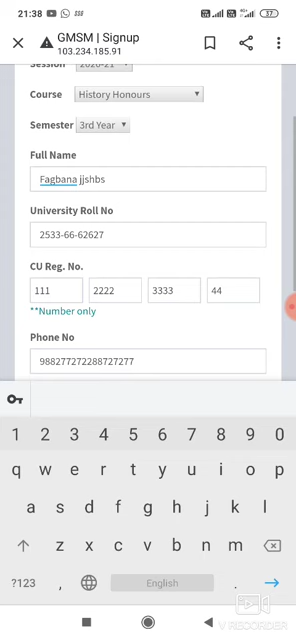 21:38
37
GMSM | Signup
103.234.185.91
Session 2020-21
Course History Honours
Semester 3rd Year
Full Name
Fagbana jjshbs
University Roll No
2533-66-62627
CU Reg. No.
111 2222 3333 44
**Number only
Phone No
988277272288727277
1 2 3 4 5 6 7 8 9 0
q w e r t y u i o p
a s d f g h j k l
z x c v b n m
?123 , English .
V RECORDER